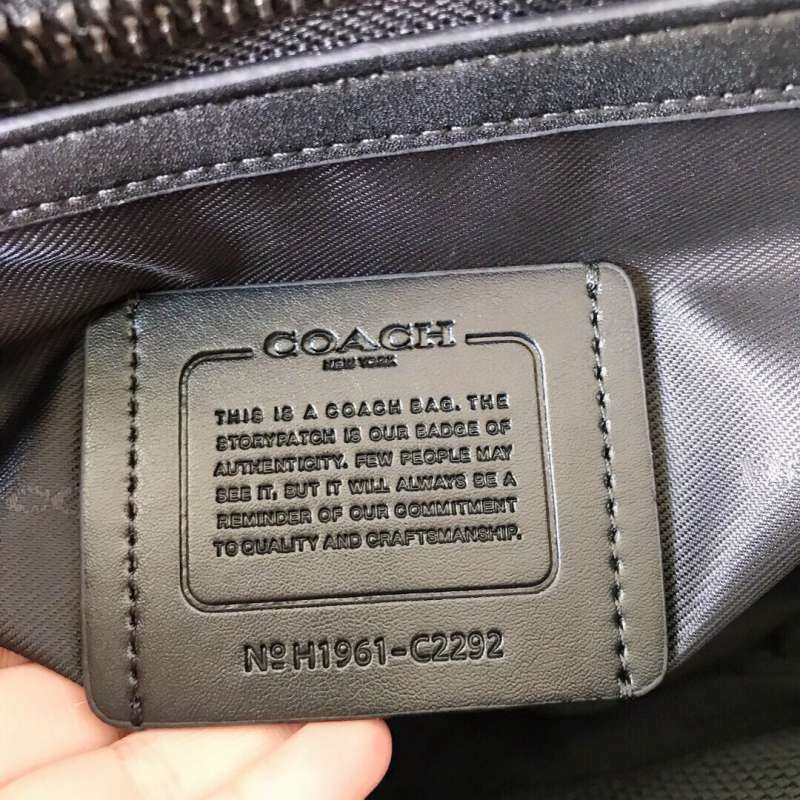 COACH
NEW YORK
THIS IS A COACH BAG. THE
STORYPATCH IS OUR BADGE OF
AUTHENTICITY. FEW PEOPLE MAY
SEE IT, BUT IT WILL ALWAYS BE A
REMINDER OF OUR COMMITMENT
TO QUALITY AND CRAFTSMANSHIP.
Nº H1961-C2292